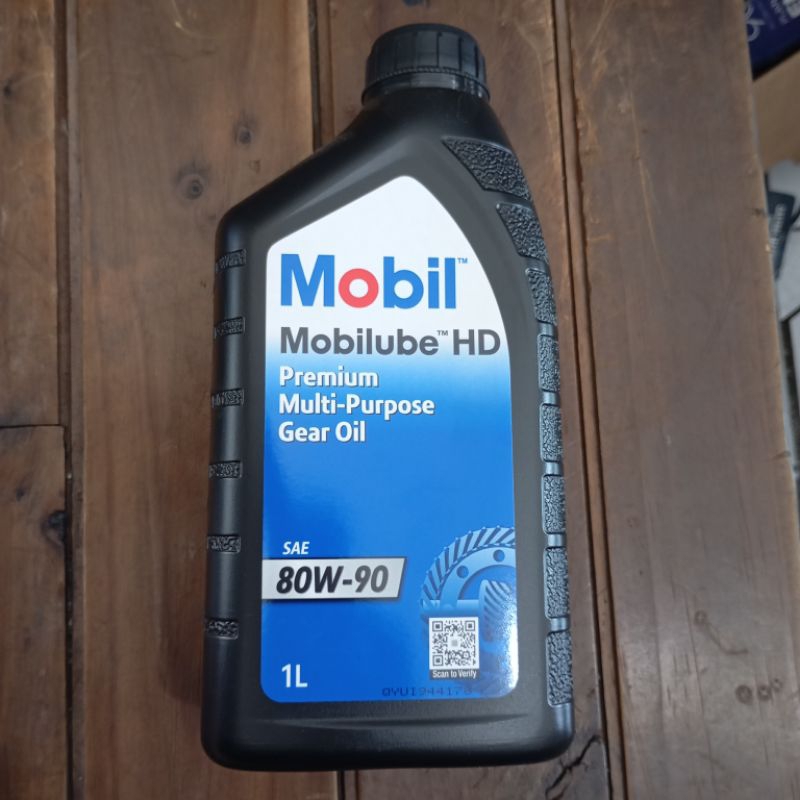 Mobil™
Mobilube™ HD
Premium
Multi-Purpose
Gear Oil
SAE
80W-90
Scan to Verify
1L